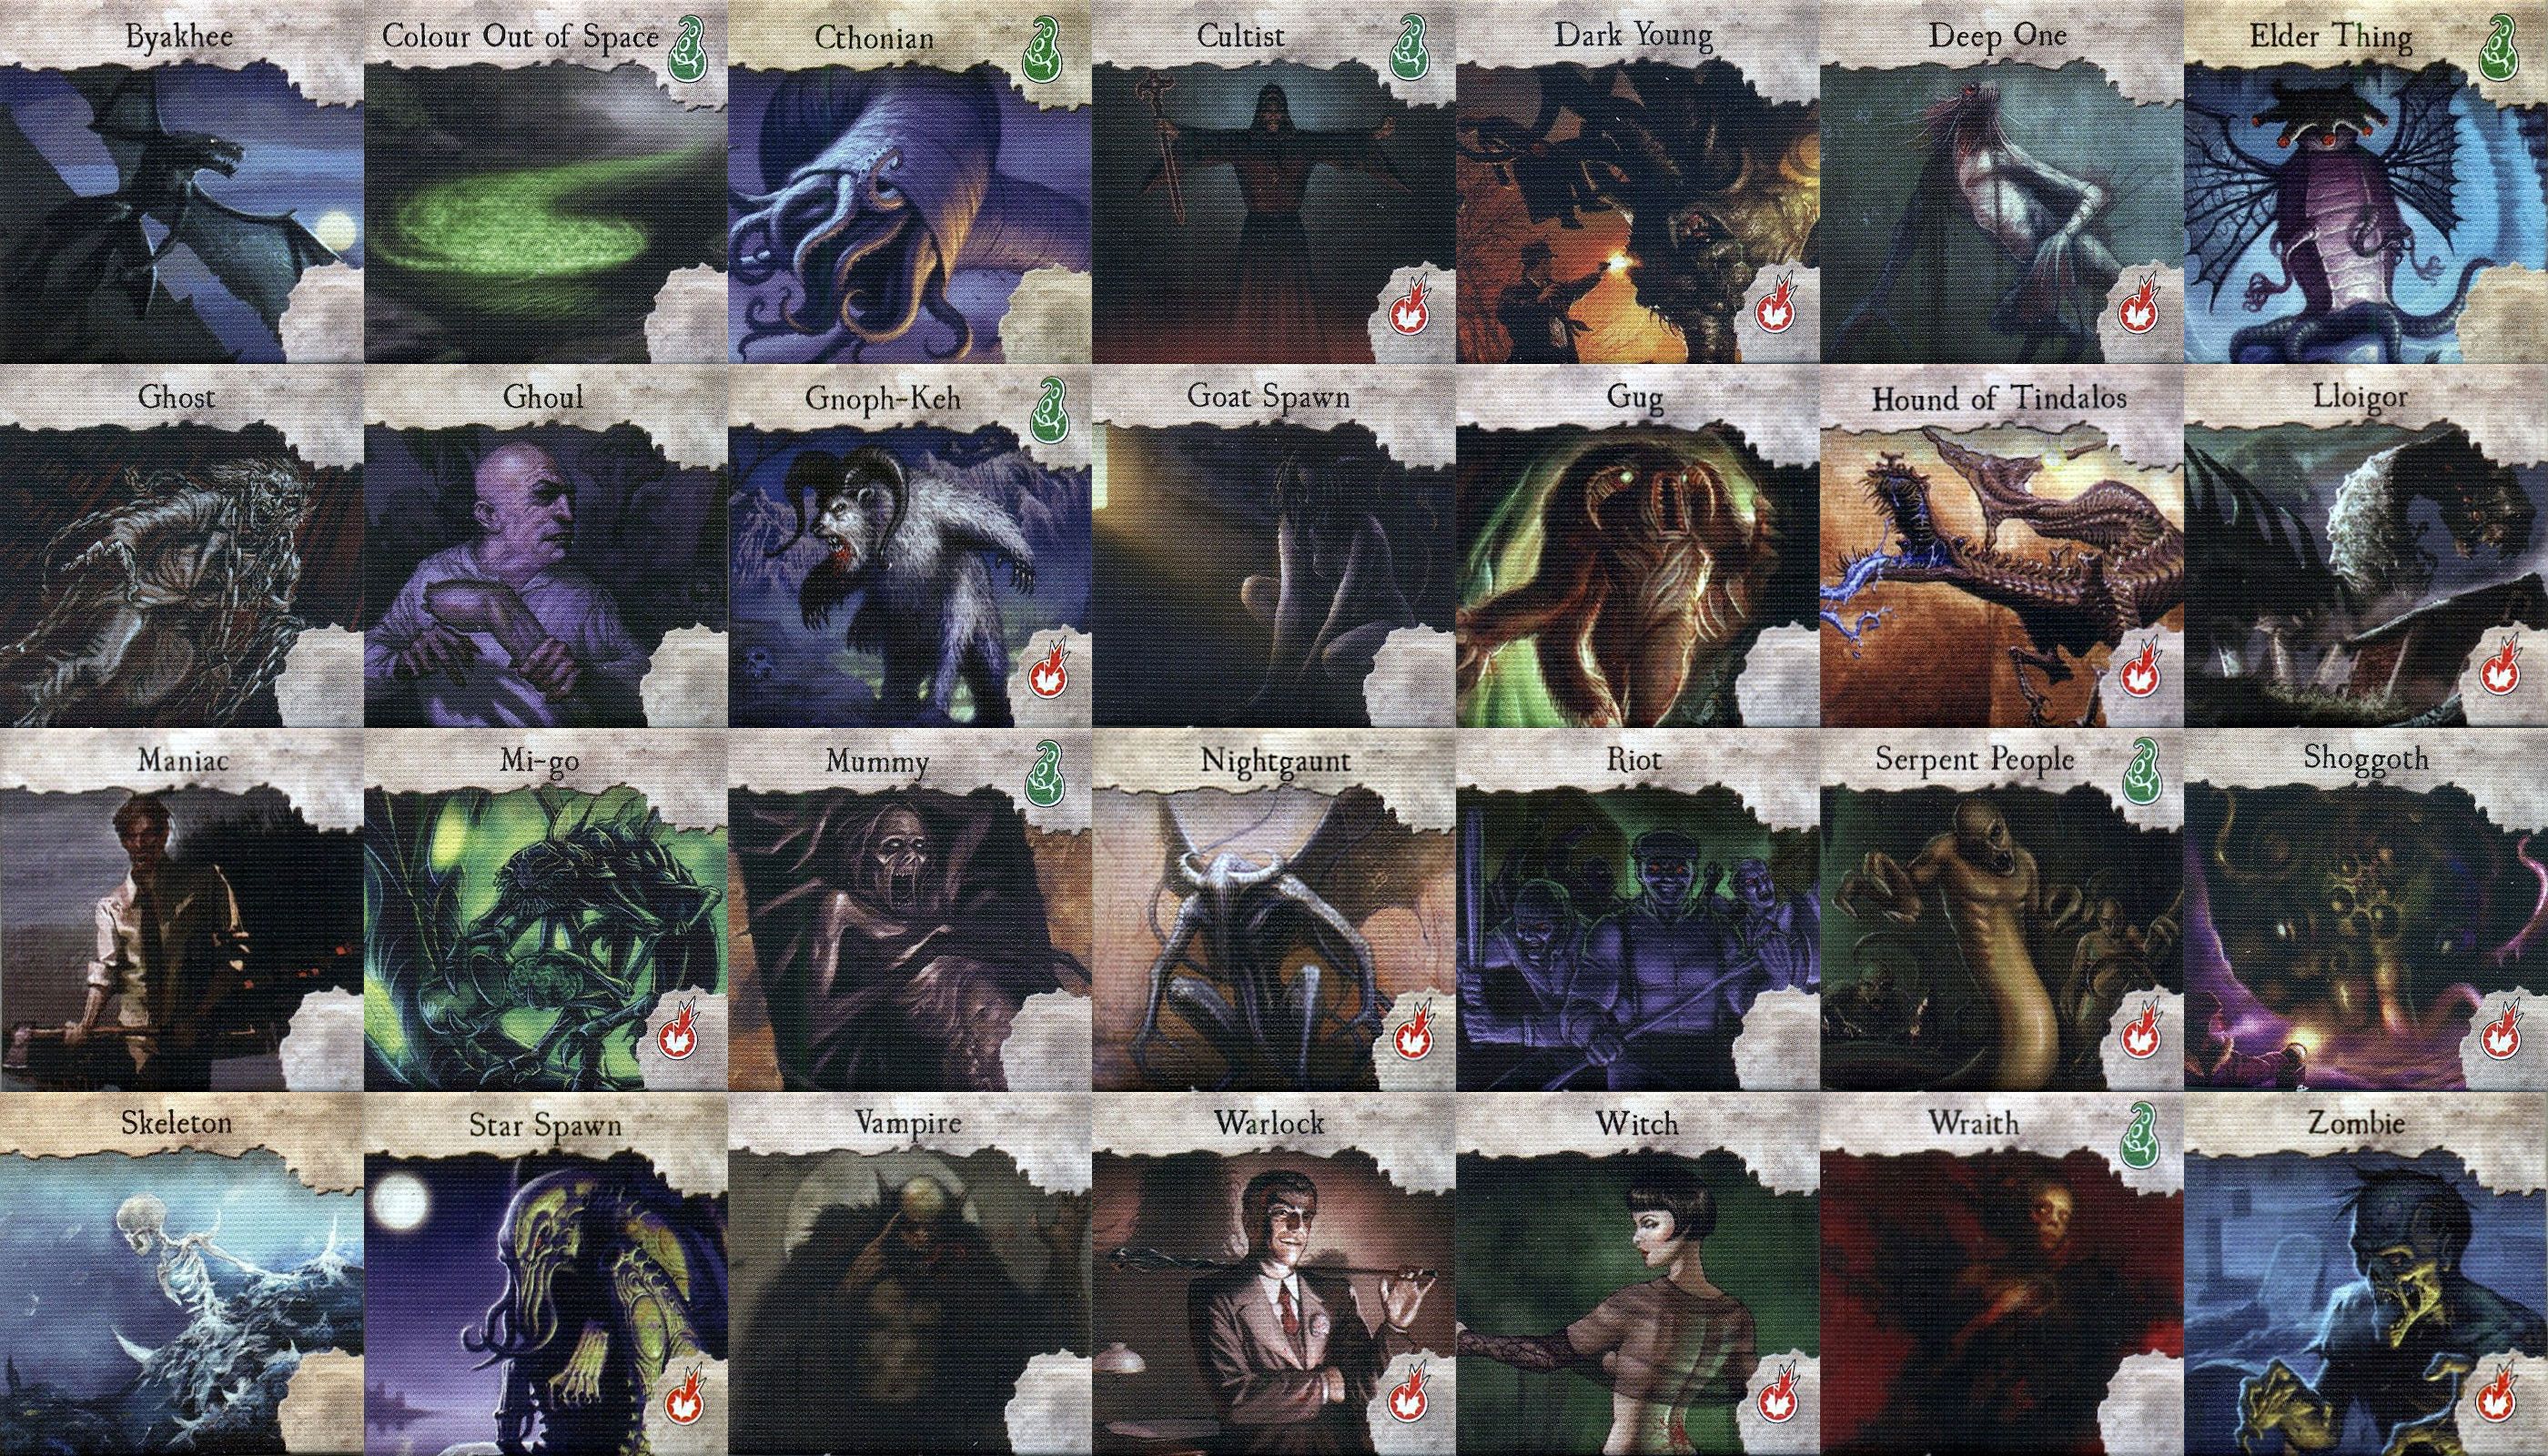 Byakhee
Colour Out of Space
Cthonian
Cultist
Dark Young
Deep One
Elder Thing
Ghost
Ghoul
Gnoph-Keh
Goat Spawn
Gug
Hound of Tindalos
Lloigor
Maniac
Mi-go
Mummy
Nightgaunt
Riot
Serpent People
Shoggoth
Skeleton
Star Spawn
Vampire
Warlock
Witch
Wraith
Zombie